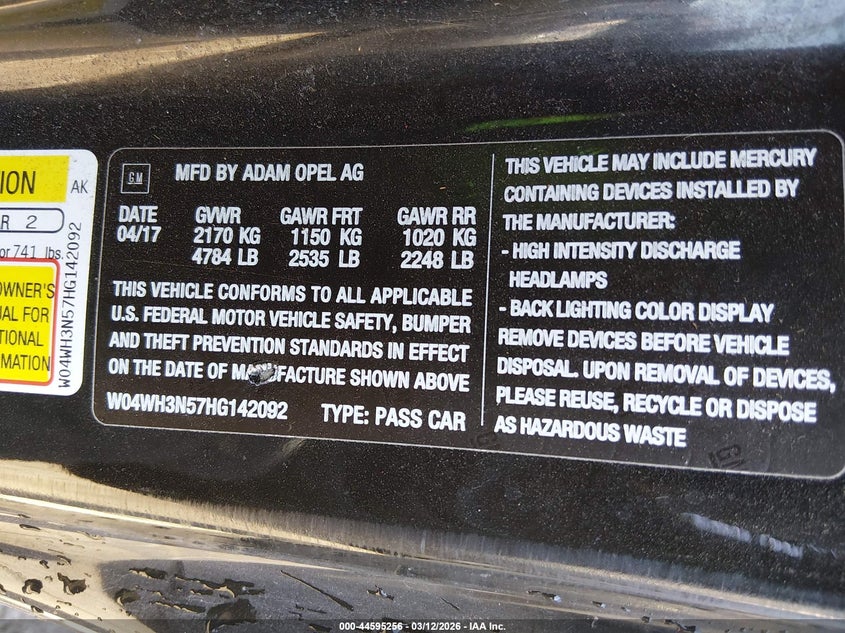 ION
AK
R 2
or 741 lbs.
OWNER'S
UAL FOR
TIONAL
RMATION
W04WH3N57HG142092
GM
MFD BY ADAM OPEL AG
DATE GVWR GAWR FRT GAWR RR
04/17 2170 KG 1150 KG 1020 KG
4784 LB 2535 LB 2248 LB
THIS VEHICLE CONFORMS TO ALL APPLICABLE
U.S. FEDERAL MOTOR VEHICLE SAFETY, BUMPER
AND THEFT PREVENTION STANDARDS IN EFFECT
ON THE DATE OF MANUFACTURE SHOWN ABOVE
W04WH3N57HG142092 TYPE: PASS CAR
THIS VEHICLE MAY INCLUDE MERCURY
CONTAINING DEVICES INSTALLED BY
THE MANUFACTURER:
- HIGH INTENSITY DISCHARGE
HEADLAMPS
- BACK LIGHTING COLOR DISPLAY
REMOVE DEVICES BEFORE VEHICLE
DISPOSAL. UPON REMOVAL OF DEVICES,
PLEASE REUSE, RECYCLE OR DISPOSE
AS HAZARDOUS WASTE
000-44595256 - 03/12/2026 - IAA Inc.